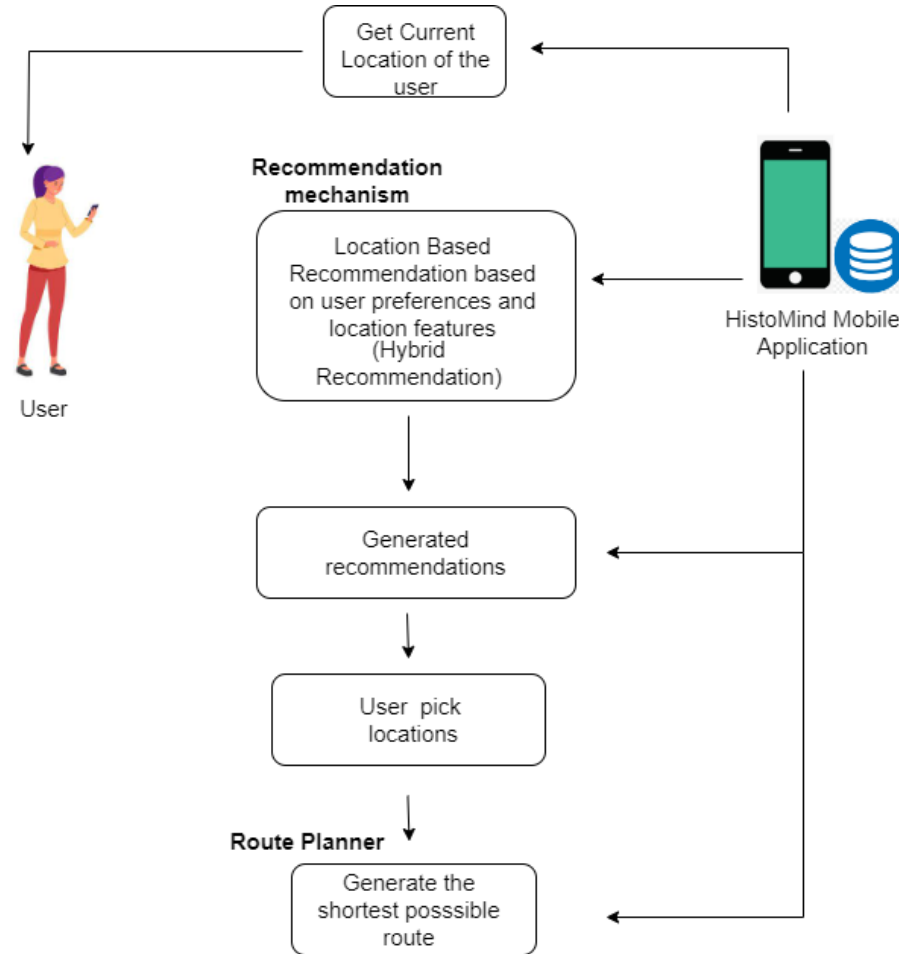 Get Current
Location of the
user
Recommendation
mechanism
Location Based
Recommendation based
on user preferences and
location features
(Hybrid
Recommendation)
HistoMind Mobile
Application
User
Generated
recommendations
User pick
locations
Route Planner
Generate the
shortest posssible
route